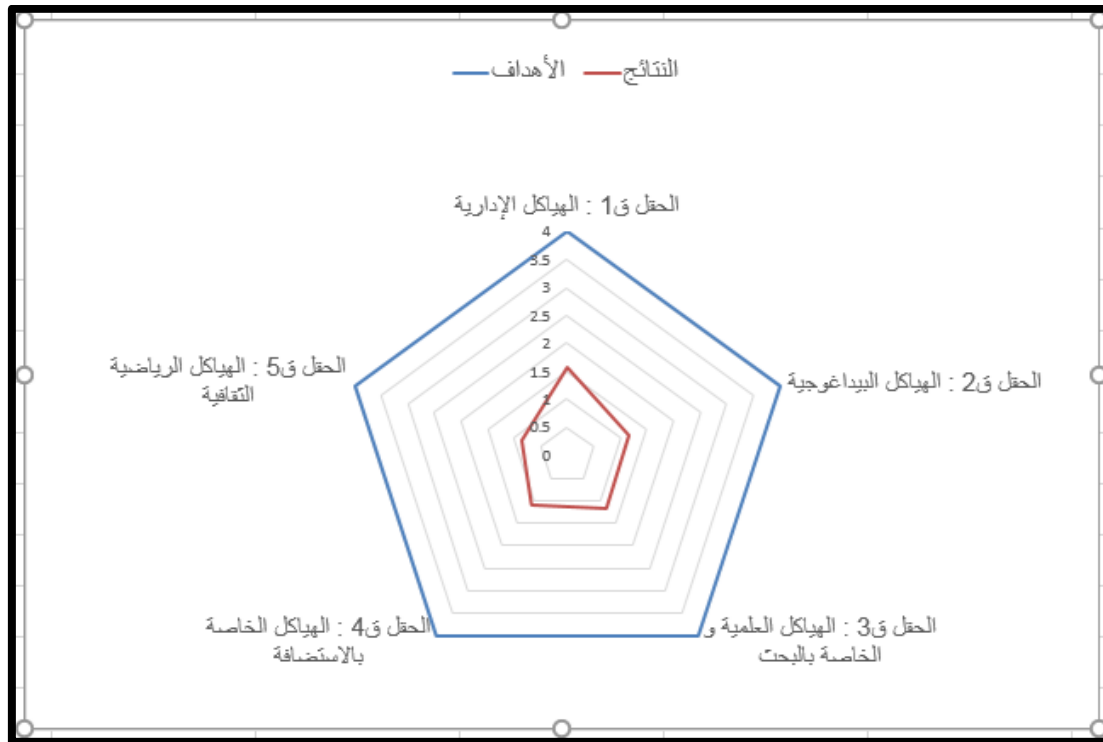 الأهداف النتائج
الحقل ق1 : الهياكل الإدارية
4
3.5
3
2.5
2
1.5
1
0.5
0
الحقل ق2 : الهياكل البيداغوجية
الحقل ق3 : الهياكل العلمية و
الخاصة بالبحث
الحقل ق4 : الهياكل الخاصة
بالاستضافة
الحقل ق5 : الهياكل الرياضية
الثقافية